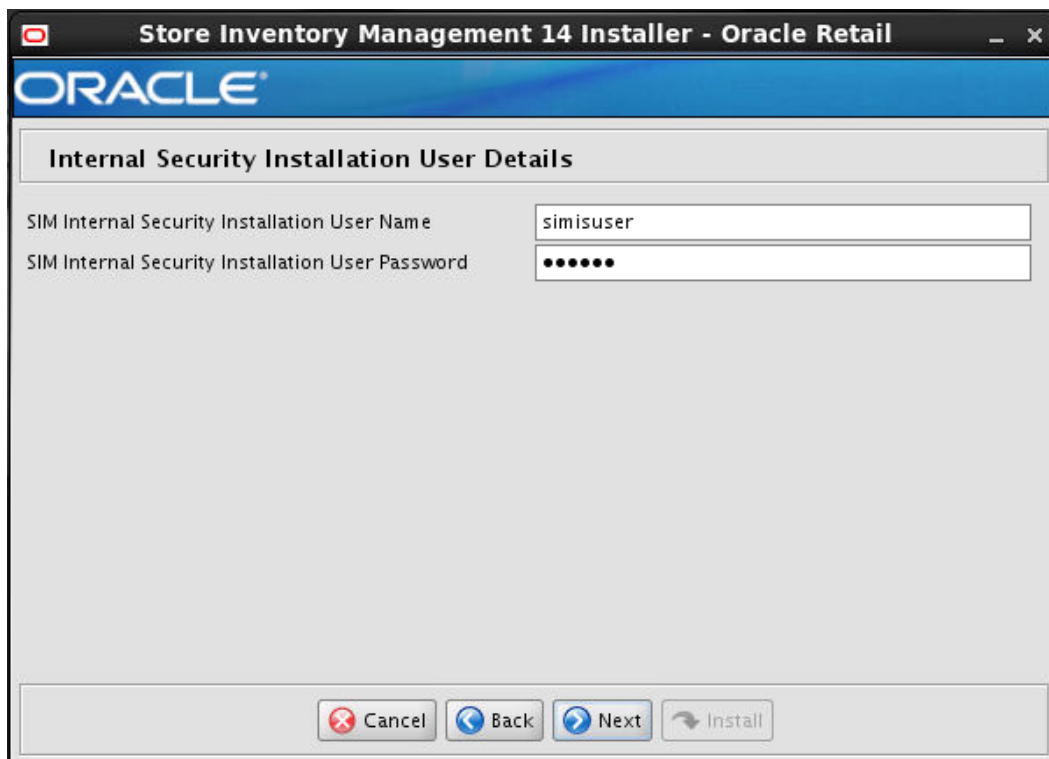 Store Inventory Management 14 Installer - Oracle Retail
ORACLE®
Internal Security Installation User Details
SIM Internal Security Installation User Name simisuser
SIM Internal Security Installation User Password ••••••
Cancel Back Next Install